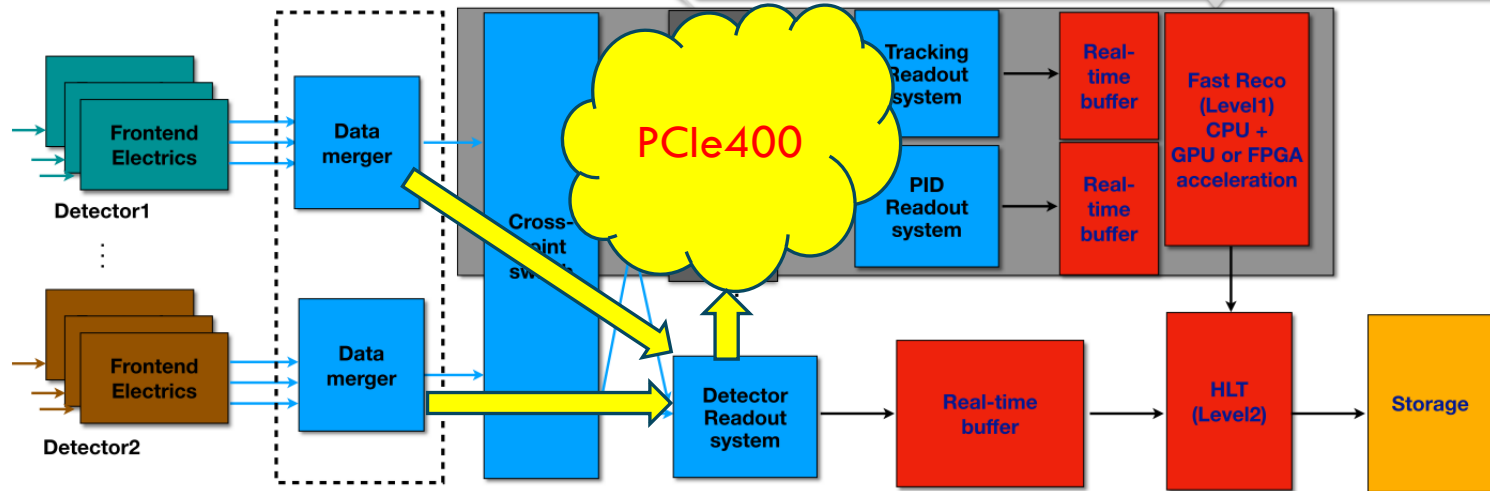 Frontend
Electrics
Detector1
Data
merger
Cross-
point
switch
PCIe400
Tracking
Readout
system
Real-
time
buffer
Fast Reco
(Level1)
CPU +
GPU or FPGA
acceleration
PID
Readout
system
Real-
time
buffer
Frontend
Electrics
Detector2
Data
merger
Detector
Readout
system
Real-time
buffer
HLT
(Level2)
Storage